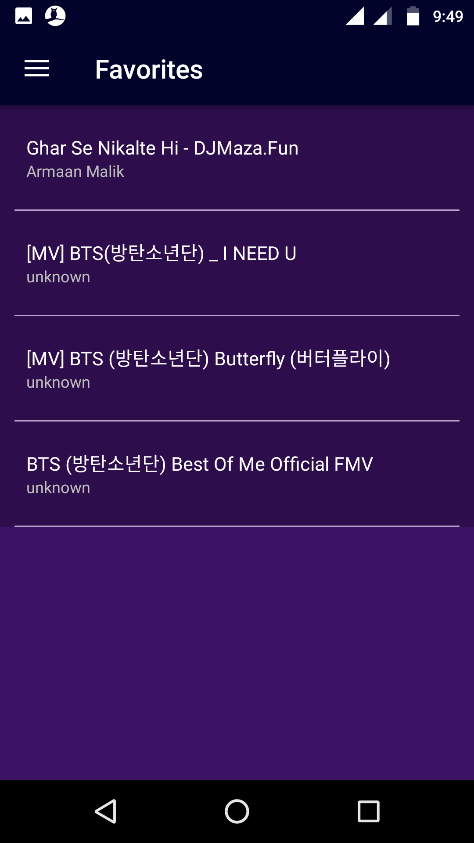 9:49
Favorites
Ghar Se Nikalte Hi - DJMaza.Fun
Armaan Malik
[MV] BTS(방탄소년단) _ I NEED U
unknown
[MV] BTS (방탄소년단) Butterfly (버터플라이)
unknown
BTS (방탄소년단) Best Of Me Official FMV
unknown